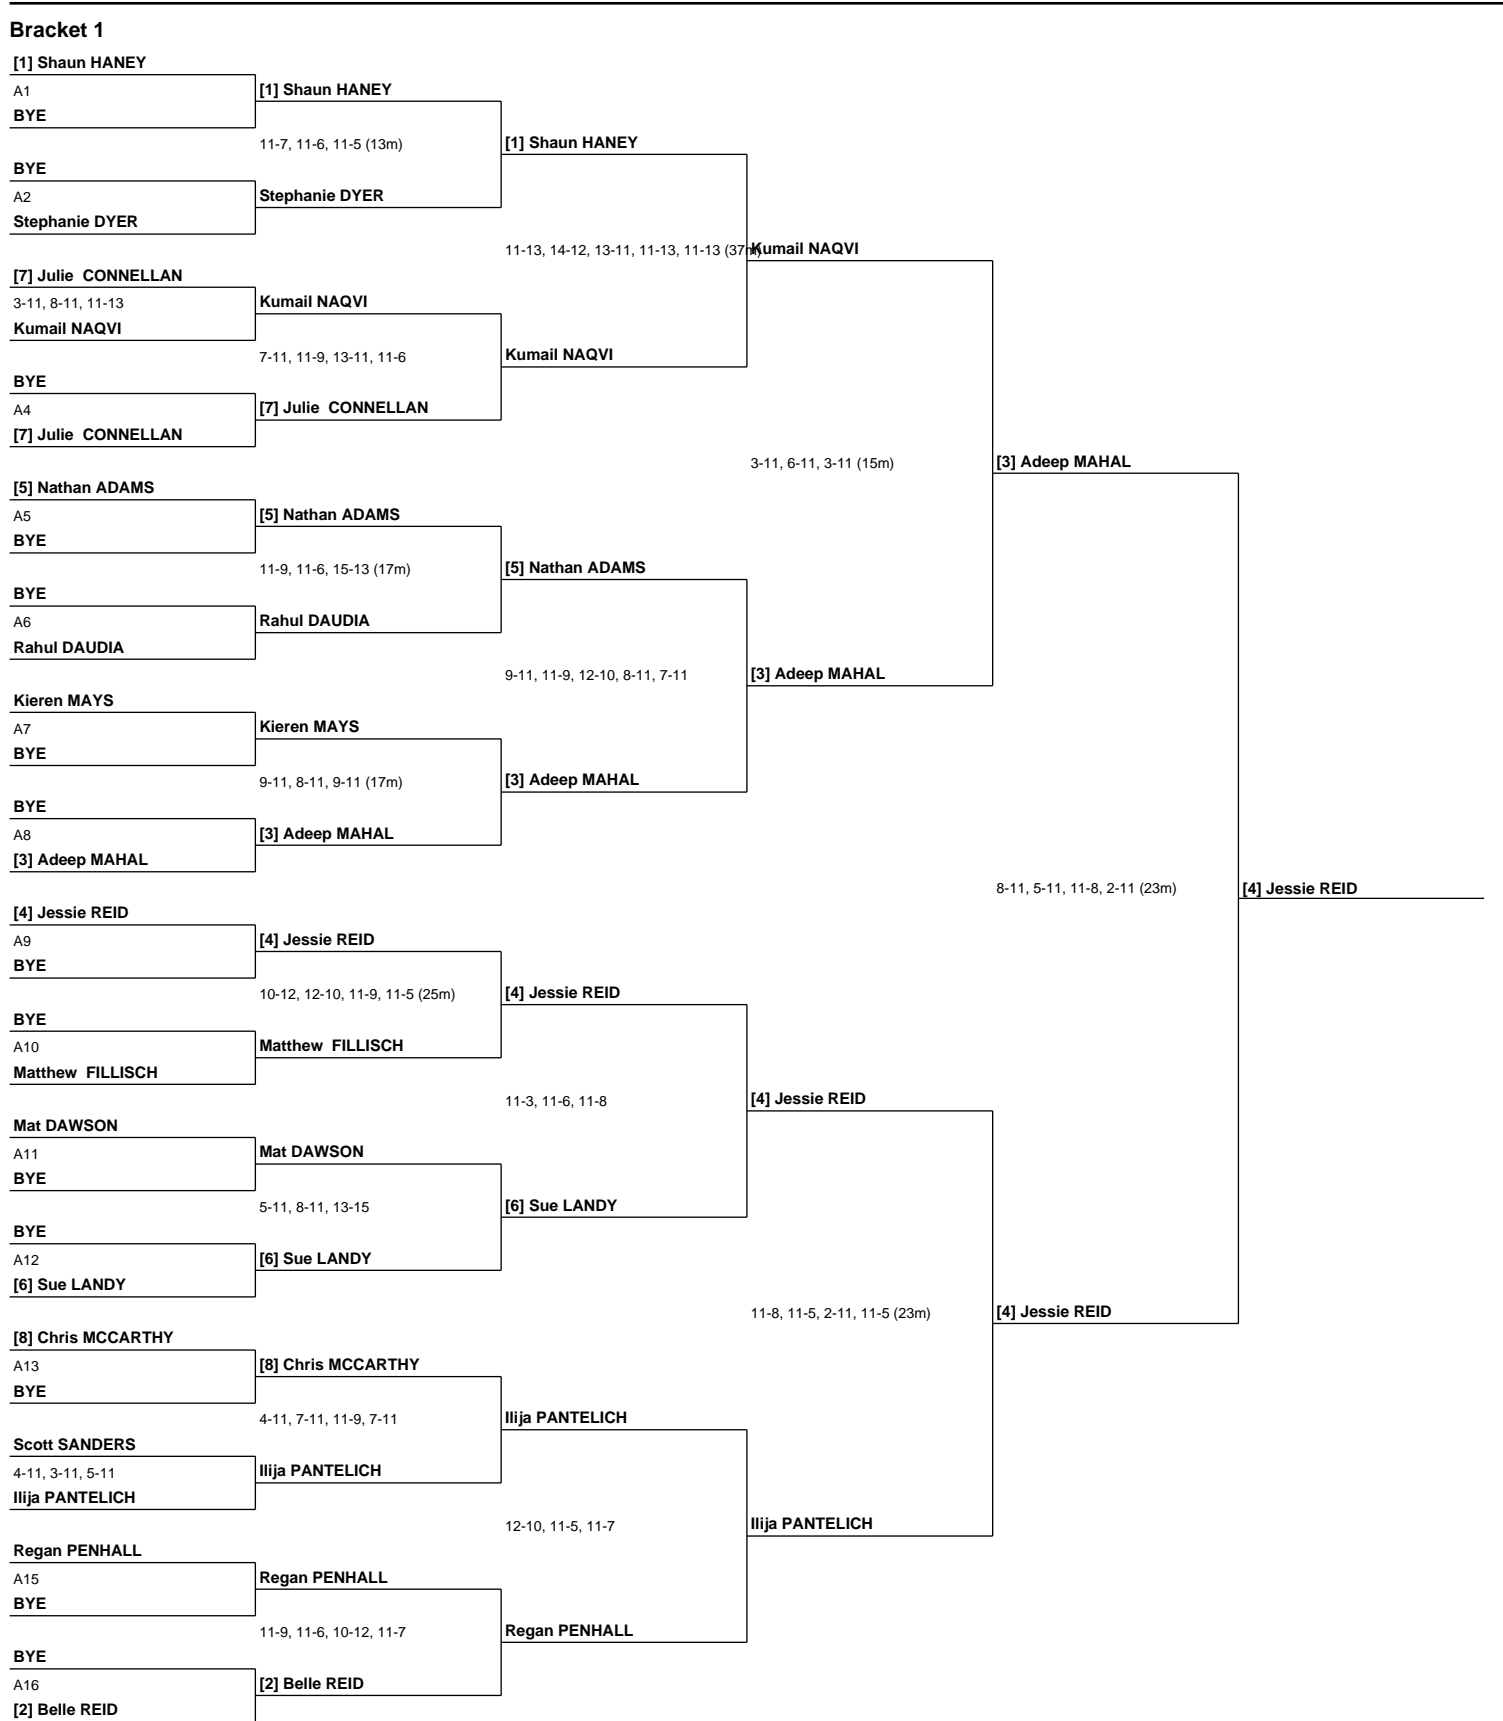 Bracket 1
[1] Shaun HANEY
A1
BYE
BYE
A2
Stephanie DYER
[7] Julie  CONNELLAN
3-11, 8-11, 11-13
Kumail NAQVI
BYE
A4
[7] Julie  CONNELLAN
[5] Nathan ADAMS
A5
BYE
BYE
A6
Rahul DAUDIA
Kieren MAYS
A7
BYE
BYE
A8
[3] Adeep MAHAL
[4] Jessie REID
A9
BYE
BYE
A10
Matthew  FILLISCH
Mat DAWSON
A11
BYE
BYE
A12
[6] Sue LANDY
[8] Chris MCCARTHY
A13
BYE
Scott SANDERS
4-11, 3-11, 5-11
Ilija PANTELICH
Regan PENHALL
A15
BYE
BYE
A16
[2] Belle REID
[1] Shaun HANEY
11-7, 11-6, 11-5 (13m)
Stephanie DYER
Kumail NAQVI
7-11, 11-9, 13-11, 11-6
[7] Julie  CONNELLAN
[5] Nathan ADAMS
11-9, 11-6, 15-13 (17m)
Rahul DAUDIA
Kieren MAYS
9-11, 8-11, 9-11 (17m)
[3] Adeep MAHAL
[4] Jessie REID
10-12, 12-10, 11-9, 11-5 (25m)
Matthew  FILLISCH
Mat DAWSON
5-11, 8-11, 13-15
[6] Sue LANDY
[8] Chris MCCARTHY
4-11, 7-11, 11-9, 7-11
Ilija PANTELICH
Regan PENHALL
11-9, 11-6, 10-12, 11-7
[2] Belle REID
[1] Shaun HANEY
11-13, 14-12, 13-11, 11-13, 11-13 (37m)
Kumail NAQVI
[5] Nathan ADAMS
9-11, 11-9, 12-10, 8-11, 7-11
[3] Adeep MAHAL
[4] Jessie REID
11-3, 11-6, 11-8
[6] Sue LANDY
Ilija PANTELICH
12-10, 11-5, 11-7
Regan PENHALL
Kumail NAQVI
3-11, 6-11, 3-11 (15m)
[3] Adeep MAHAL
[4] Jessie REID
11-8, 11-5, 2-11, 11-5 (23m)
Ilija PANTELICH
[3] Adeep MAHAL
8-11, 5-11, 11-8, 2-11 (23m)
[4] Jessie REID
[4] Jessie REID